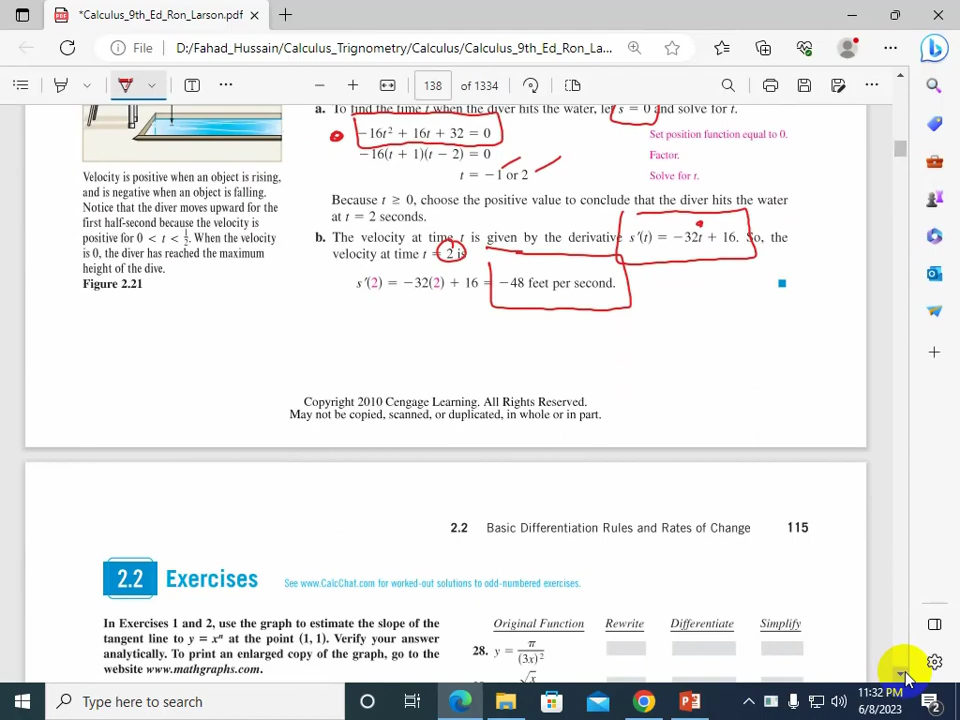 *Calculus_9th_Ed_Ron_Larson.pdf
File D:/Fahad_Hussain/Calculus_Trignometry/Calculus/Calculus_9th_Ed_Ron_La...
138 of 1334
a. To find the time t when the diver hits the water, let s = 0 and solve for t.
-16t² + 16t + 32 = 0 Set position function equal to 0.
-16(t + 1)(t - 2) = 0 Factor.
t = -1 or 2 Solve for t.
Because t ≥ 0, choose the positive value to conclude that the diver hits the water
at t = 2 seconds.
b. The velocity at time t is given by the derivative s′(t) = -32t + 16. So, the
velocity at time t = 2 is
s′(2) = -32(2) + 16 = -48 feet per second.
Velocity is positive when an object is rising,
and is negative when an object is falling.
Notice that the diver moves upward for the
first half-second because the velocity is
positive for 0 < t < 1/2. When the velocity
is 0, the diver has reached the maximum
height of the dive.
Figure 2.21
Copyright 2010 Cengage Learning. All Rights Reserved.
May not be copied, scanned, or duplicated, in whole or in part.
2.2 Basic Differentiation Rules and Rates of Change 115
2.2 Exercises See www.CalcChat.com for worked-out solutions to odd-numbered exercises.
In Exercises 1 and 2, use the graph to estimate the slope of the
tangent line to y = xⁿ at the point (1, 1). Verify your answer
analytically. To print an enlarged copy of the graph, go to the
website www.mathgraphs.com.
Original Function Rewrite Differentiate Simplify
28. y = π/(3x)²
√x
Type here to search
11:32 PM
6/8/2023
2